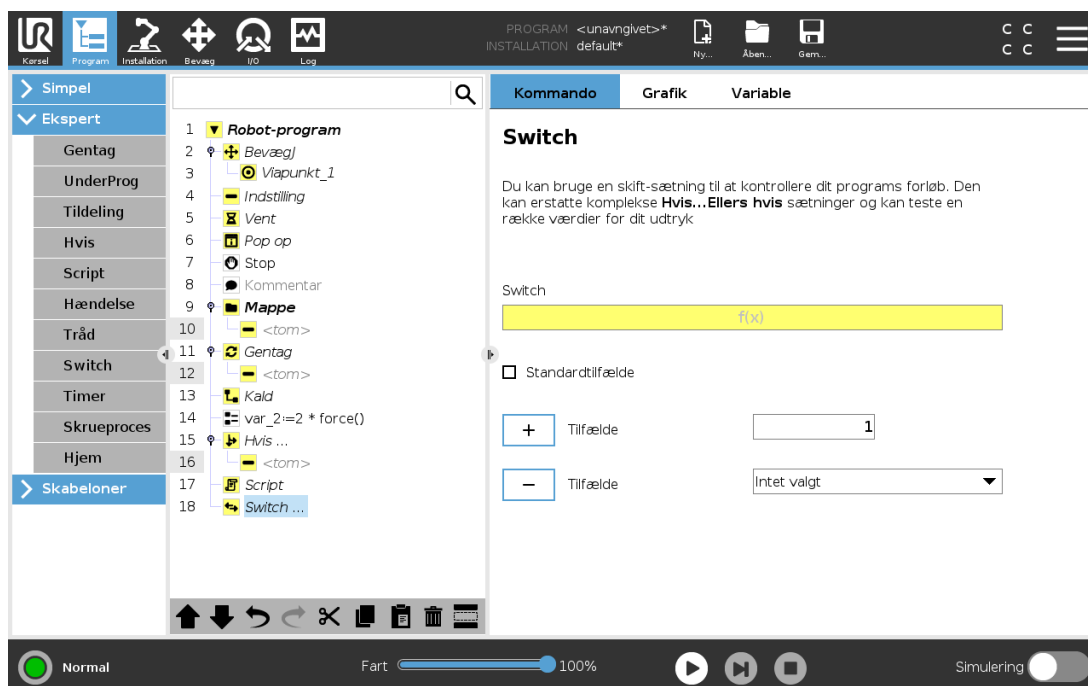 PROGRAM <unavngivet>*
INSTALLATION default*
Kørsel
Program
Installation
Bevæg
I/O
Log
Ny...
Åben...
Gem...
C C
C C
Simpel
Ekspert
Gentag
UnderProg
Tildeling
Hvis
Script
Hændelse
Tråd
Switch
Timer
Skrueproces
Hjem
Skabeloner
1 Robot-program
2 BevægJ
3 Viapunkt_1
4 Indstilling
5 Vent
6 Pop op
7 Stop
8 Kommentar
9 Mappe
10 <tom>
11 Gentag
12 <tom>
13 Kald
14 var_2:=2 * force()
15 Hvis ...
16 <tom>
17 Script
18 Switch ...
Kommando Grafik Variable
Switch
Du kan bruge en skift-sætning til at kontrollere dit programs forløb. Den
kan erstatte komplekse Hvis...Ellers hvis sætninger og kan teste en
række værdier for dit udtryk
Switch
f(x)
Standardtilfælde
+ Tilfælde 1
− Tilfælde Intet valgt
Normal
Fart 100%
Simulering